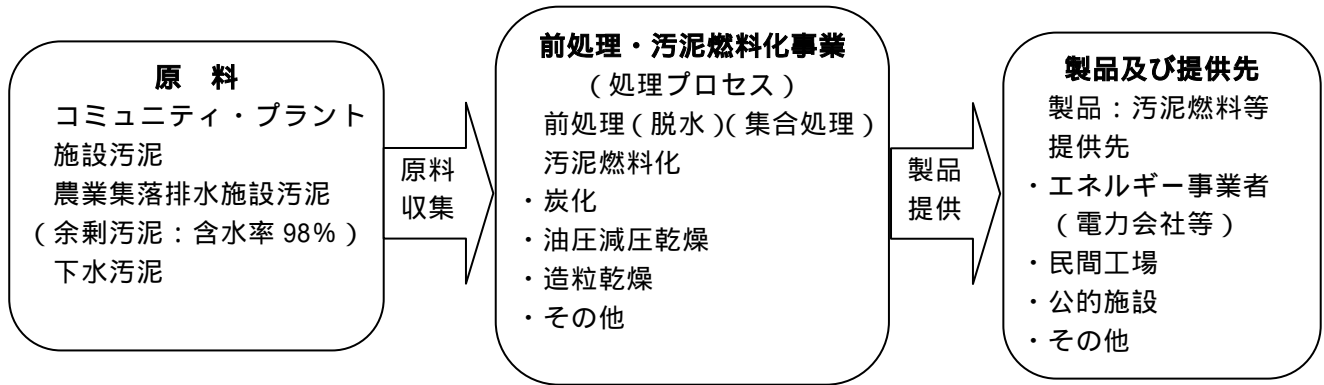 原　料
コミュニティ・プラント
施設汚泥
農業集落排水施設汚泥
（余剰汚泥：含水率 98%）
下水汚泥
原料
収集
前処理・汚泥燃料化事業
（処理プロセス）
前処理（脱水）（集合処理）
汚泥燃料化
・炭化
・油圧減圧乾燥
・造粒乾燥
・その他
製品
提供
製品及び提供先
製品：汚泥燃料等
提供先
・エネルギー事業者
（電力会社等）
・民間工場
・公的施設
・その他